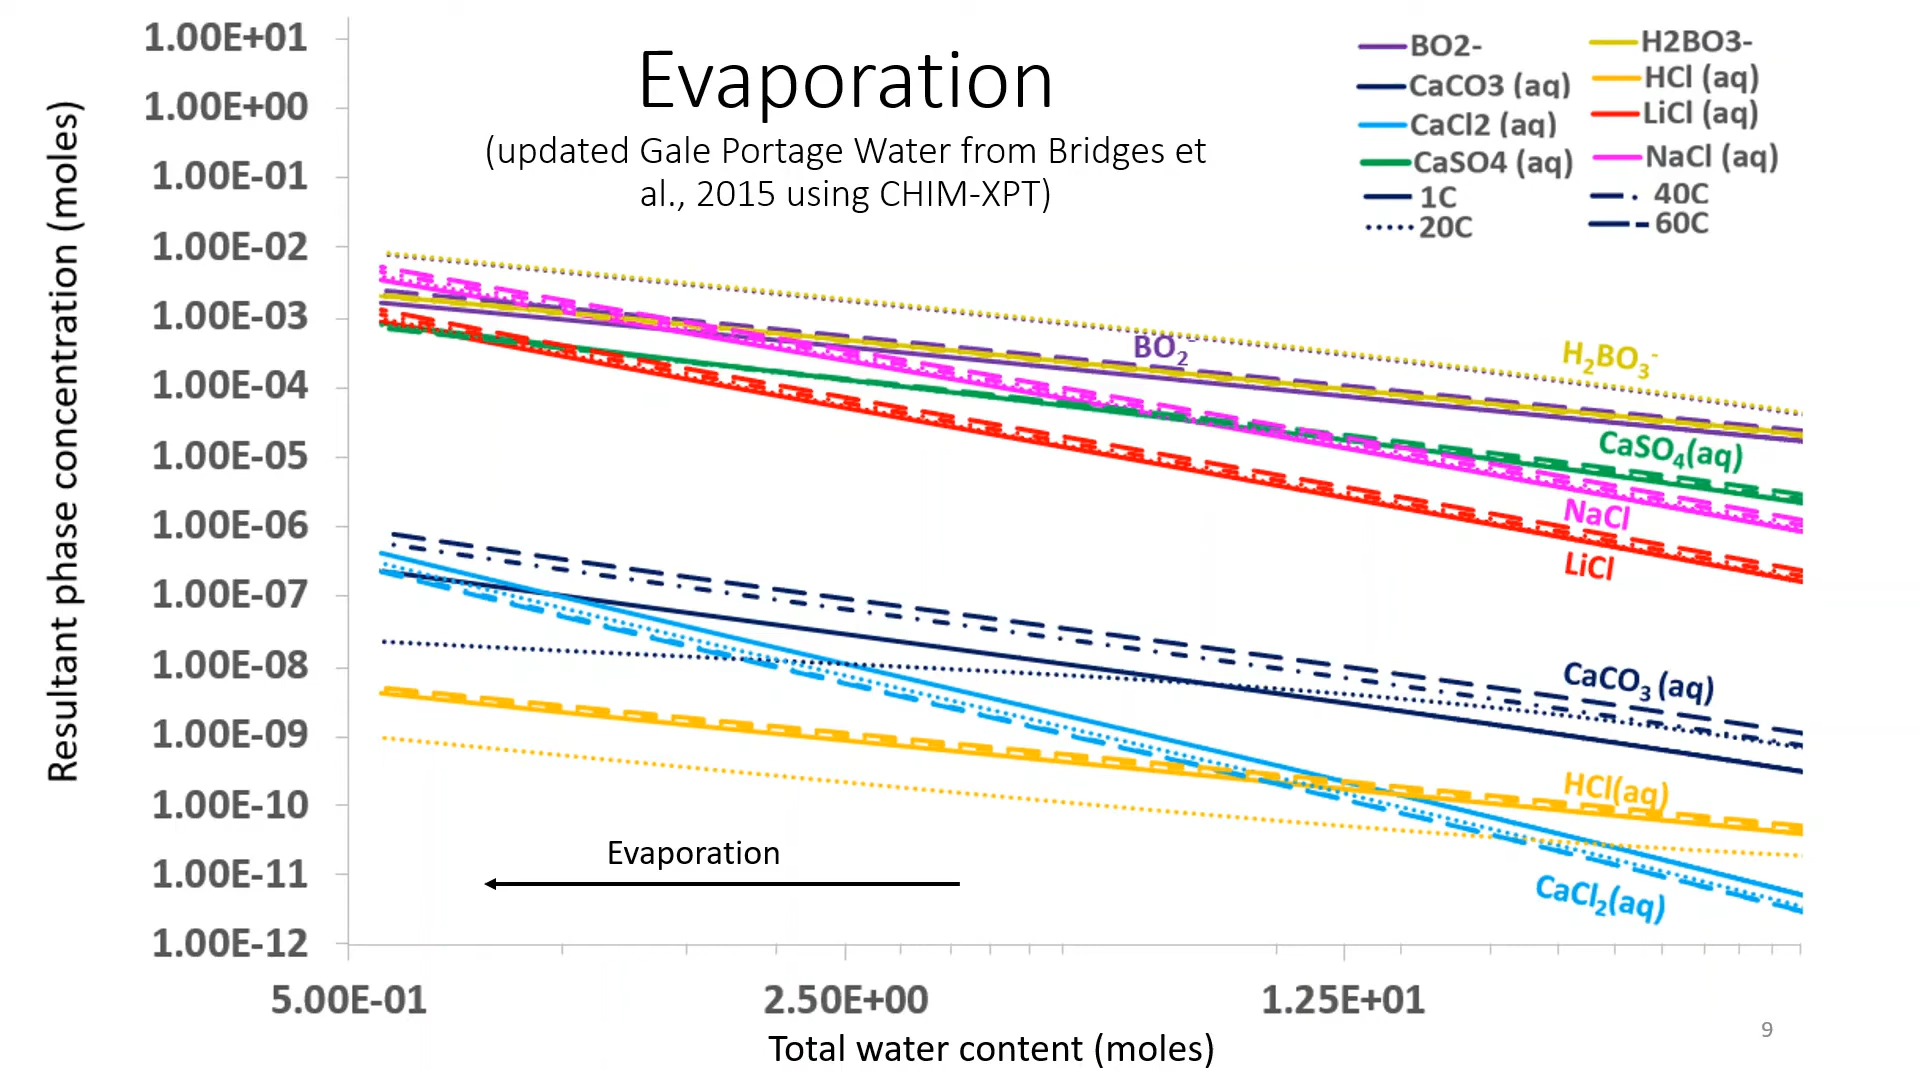 Evaporation
(updated Gale Portage Water from Bridges et
al., 2015 using CHIM-XPT)
BO2-
H2BO3-
CaCO3 (aq)
HCl (aq)
CaCl2 (aq)
LiCl (aq)
CaSO4 (aq)
NaCl (aq)
1C
40C
20C
60C
Resultant phase concentration (moles)
1.00E+01
1.00E+00
1.00E-01
1.00E-02
1.00E-03
1.00E-04
1.00E-05
1.00E-06
1.00E-07
1.00E-08
1.00E-09
1.00E-10
1.00E-11
1.00E-12
BO₂⁻
H₂BO₃⁻
CaSO₄(aq)
NaCl
LiCl
CaCO₃ (aq)
HCl(aq)
CaCl₂(aq)
Evaporation
5.00E-01
2.50E+00
1.25E+01
Total water content (moles)
9